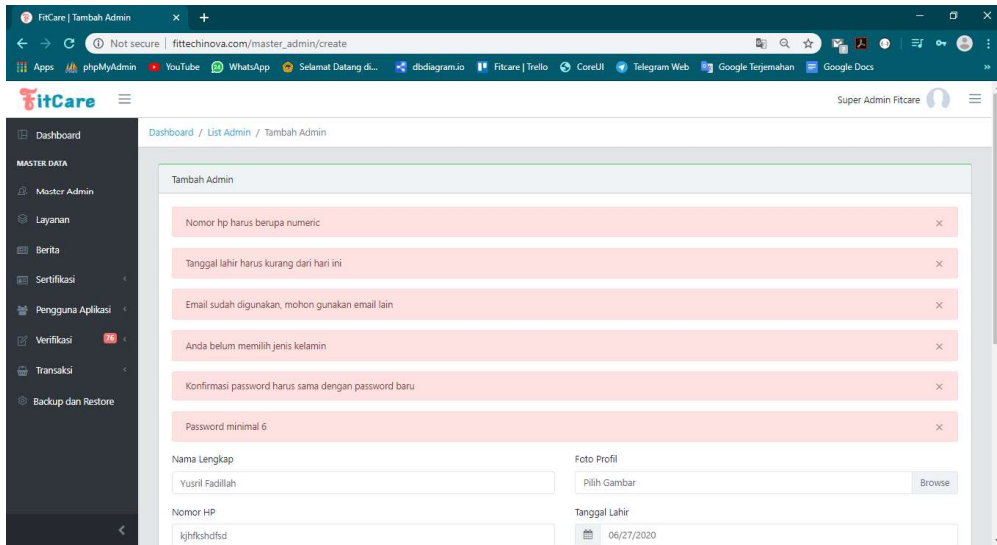 FitCare | Tambah Admin
Not secure | fittechinova.com/master_admin/create
Apps phpMyAdmin YouTube WhatsApp Selamat Datang di... dbdiagram.io Fitcare | Trello CoreUI Telegram Web Google Terjemahan Google Docs »
FitCare Super Admin Fitcare
Dashboard
MASTER DATA
Master Admin
Layanan
Berita
Sertifikasi
Pengguna Aplikasi
Verifikasi 76
Transaksi
Backup dan Restore
Dashboard / List Admin / Tambah Admin
Tambah Admin
Nomor hp harus berupa numeric ×
Tanggal lahir harus kurang dari hari ini ×
Email sudah digunakan, mohon gunakan email lain ×
Anda belum memilih jenis kelamin ×
Konfirmasi password harus sama dengan password baru ×
Password minimal 6 ×
Nama Lengkap Foto Profil
Yusril Fadillah Pilih Gambar Browse
Nomor HP Tanggal Lahir
kjhfkshdfsd 06/27/2020